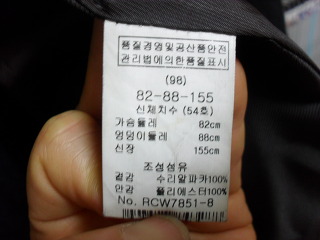 품질경영및공산품안전
관리법에의한품질표시
(98)
82-88-155
신체치수 (54호)
가슴둘레 82cm
엉덩이둘레 88cm
신장 155cm
조성섬유
겉감 수리알파카100%
안감 폴리에스터100%
No. RCW7851-8